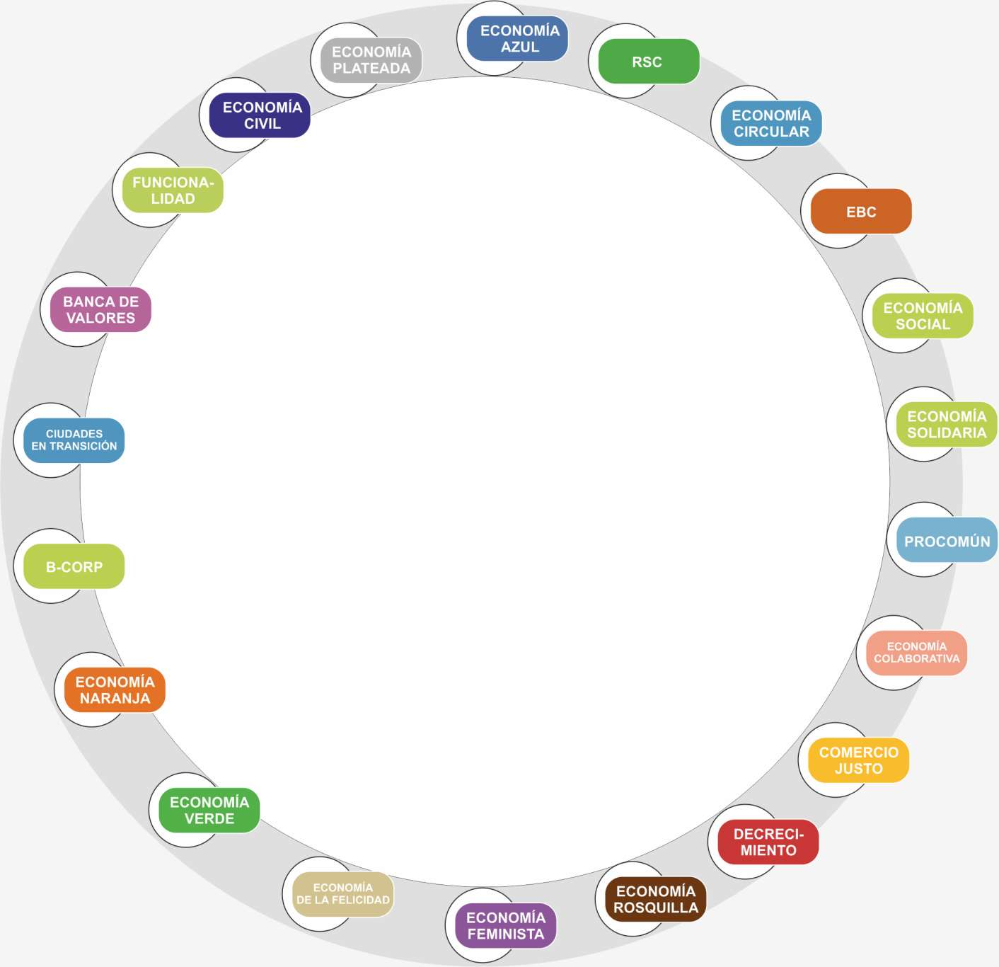 ECONOMÍA
AZUL
RSC
ECONOMÍA
CIRCULAR
EBC
ECONOMÍA
SOCIAL
ECONOMÍA
SOLIDARIA
PROCOMÚN
ECONOMÍA
COLABORATIVA
COMERCIO
JUSTO
DECRECI-
MIENTO
ECONOMÍA
ROSQUILLA
ECONOMÍA
FEMINISTA
ECONOMÍA
DE LA FELICIDAD
ECONOMÍA
VERDE
ECONOMÍA
NARANJA
B-CORP
CIUDADES
EN TRANSICIÓN
BANCA DE
VALORES
FUNCIONA-
LIDAD
ECONOMÍA
CIVIL
ECONOMÍA
PLATEADA